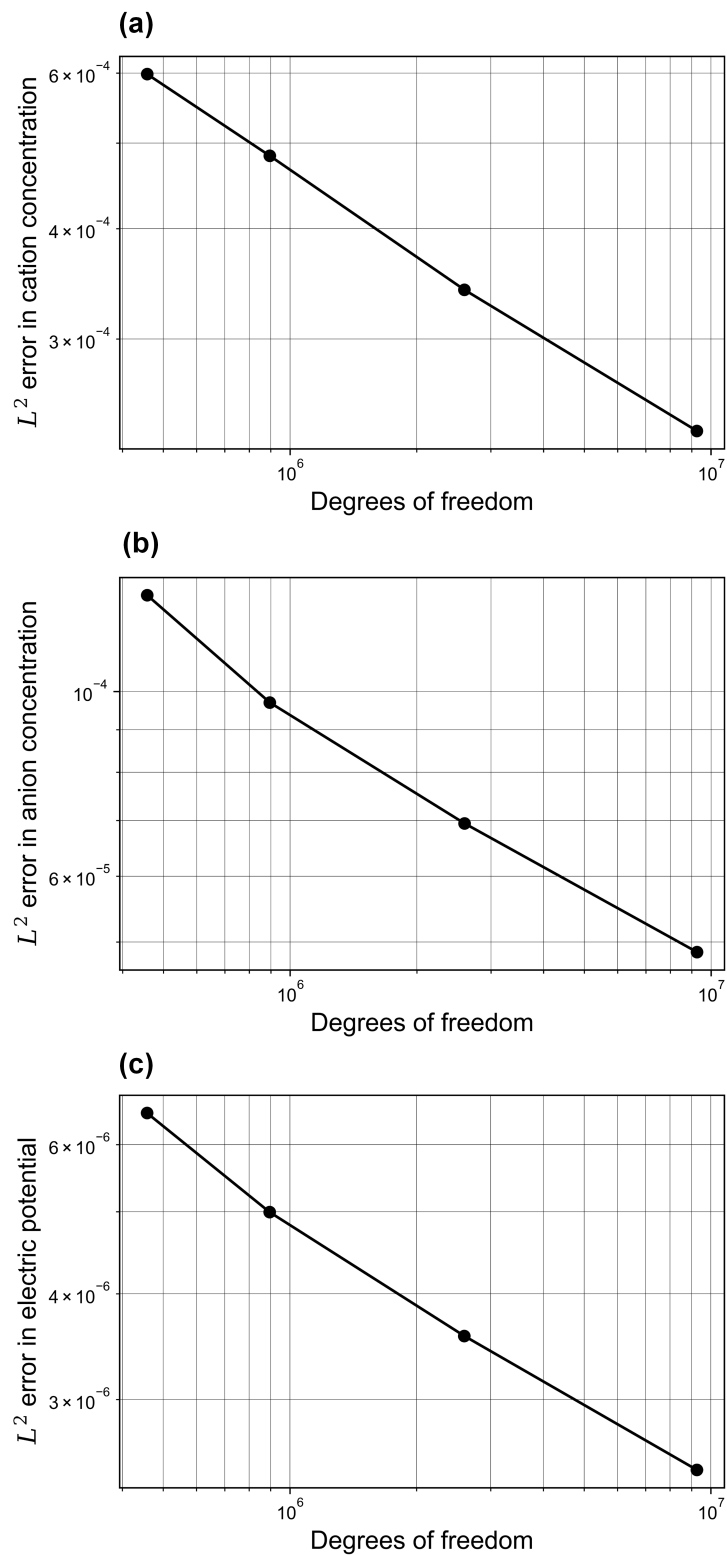 (a)
L² error in cation concentration
6 × 10⁻⁴
4 × 10⁻⁴
3 × 10⁻⁴
10⁶
10⁷
Degrees of freedom
(b)
L² error in anion concentration
10⁻⁴
6 × 10⁻⁵
10⁶
10⁷
Degrees of freedom
(c)
L² error in electric potential
6 × 10⁻⁶
4 × 10⁻⁶
3 × 10⁻⁶
10⁶
10⁷
Degrees of freedom